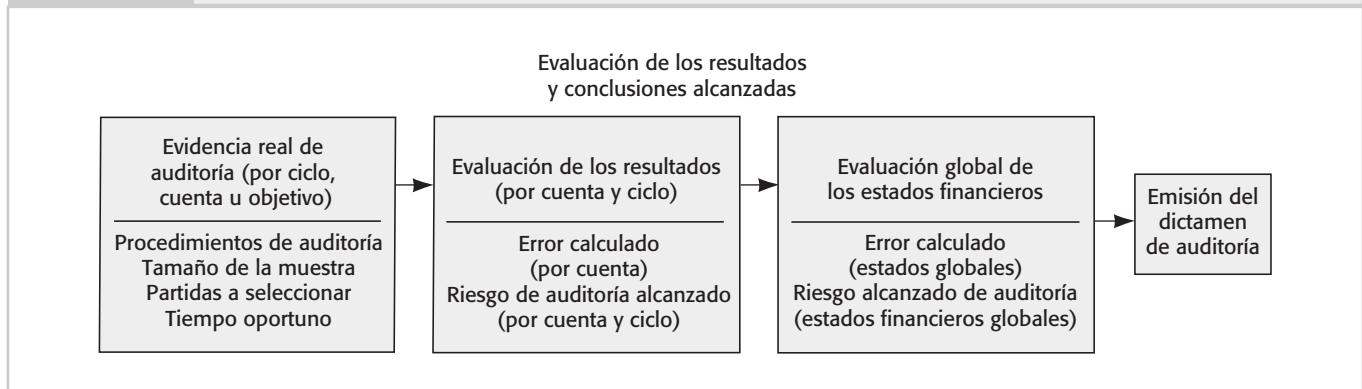 Evaluación de los resultados
y conclusiones alcanzadas
Evidencia real de
auditoría (por ciclo,
cuenta u objetivo)
Procedimientos de auditoría
Tamaño de la muestra
Partidas a seleccionar
Tiempo oportuno
Evaluación de los resultados
(por cuenta y ciclo)
Error calculado
(por cuenta)
Riesgo de auditoría alcanzado
(por cuenta y ciclo)
Evaluación global de
los estados financieros
Error calculado
(estados globales)
Riesgo alcanzado de auditoría
(estados financieros globales)
Emisión del
dictamen
de auditoría